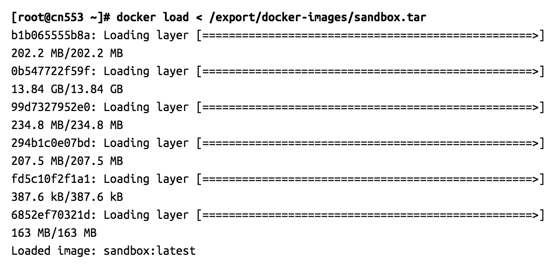 [root@cn553 ~]# docker load < /export/docker-images/sandbox.tar
b1b065555b8a: Loading layer [==================================================>]
202.2 MB/202.2 MB
0b547722f59f: Loading layer [==================================================>]
13.84 GB/13.84 GB
99d7327952e0: Loading layer [==================================================>]
234.8 MB/234.8 MB
294b1c0e07bd: Loading layer [==================================================>]
207.5 MB/207.5 MB
fd5c10f2f1a1: Loading layer [==================================================>]
387.6 kB/387.6 kB
6852ef70321d: Loading layer [==================================================>]
163 MB/163 MB
Loaded image: sandbox:latest